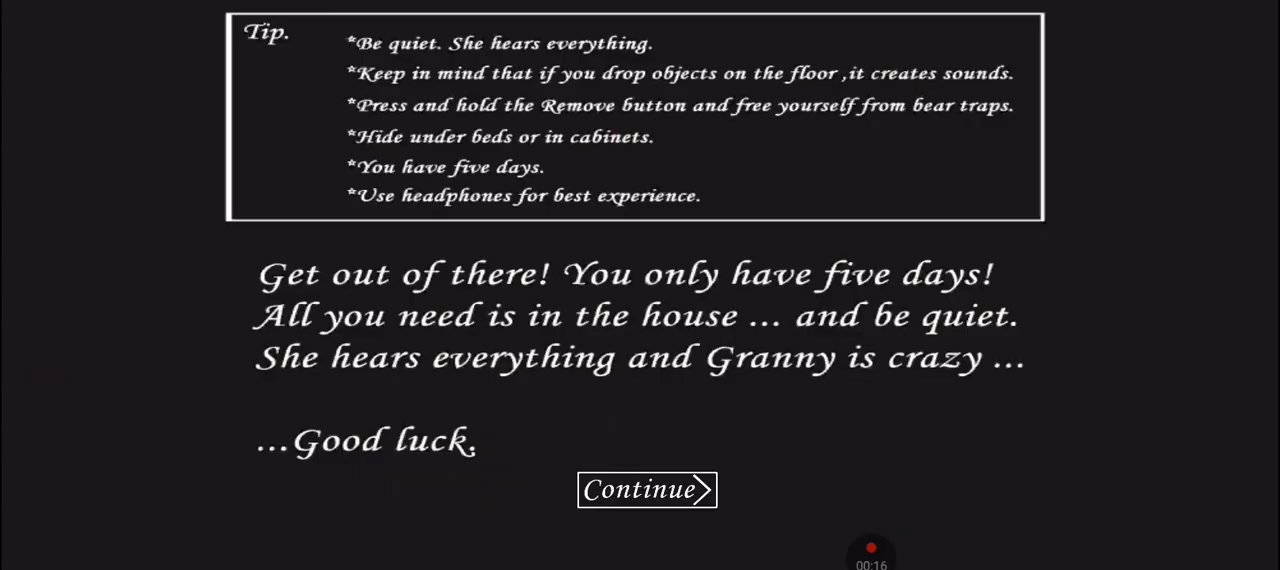 Tip.
*Be quiet. She hears everything.
*Keep in mind that if you drop objects on the floor ,it creates sounds.
*Press and hold the Remove button and free yourself from bear traps.
*Hide under beds or in cabinets.
*You have five days.
*Use headphones for best experience.
Get out of there! You only have five days!
All you need is in the house ... and be quiet.
She hears everything and Granny is crazy ...
...Good luck.
Continue
00:16